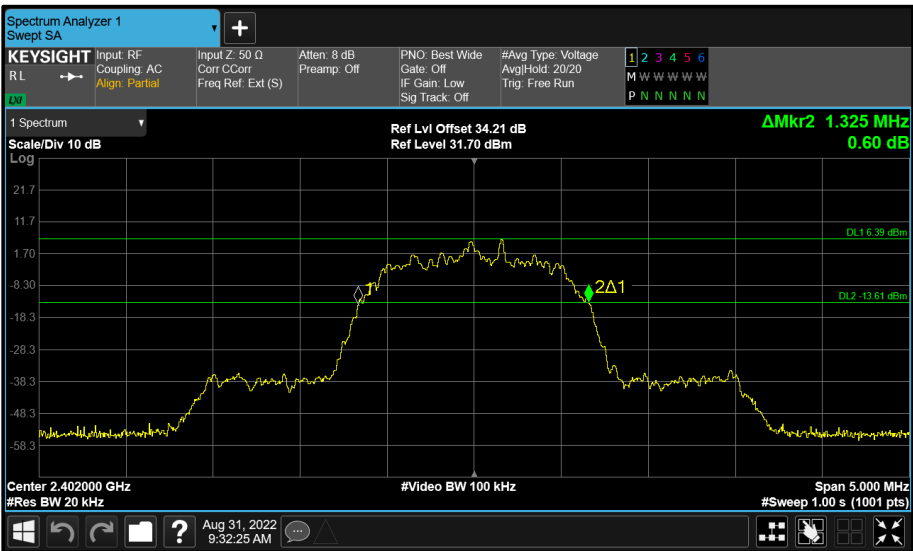 Spectrum Analyzer 1
Swept SA
+
KEYSIGHT
RL
LXI
Input: RF
Coupling: AC
Align: Partial
Input Z: 50 Ω
Corr CCorr
Freq Ref: Ext (S)
Atten: 8 dB
Preamp: Off
PNO: Best Wide
Gate: Off
IF Gain: Low
Sig Track: Off
#Avg Type: Voltage
Avg|Hold: 20/20
Trig: Free Run
1 2 3 4 5 6
M W W W W W
P N N N N N
1 Spectrum
Scale/Div 10 dB
Log
Ref Lvl Offset 34.21 dB
Ref Level 31.70 dBm
ΔMkr2 1.325 MHz
0.60 dB
21.7
11.7
1.70
-8.30
-18.3
-28.3
-38.3
-48.3
-58.3
DL1 6.39 dBm
1
2Δ1
DL2 -13.61 dBm
Center 2.402000 GHz
#Res BW 20 kHz
#Video BW 100 kHz
Span 5.000 MHz
#Sweep 1.00 s (1001 pts)
?
Aug 31, 2022
9:32:25 AM